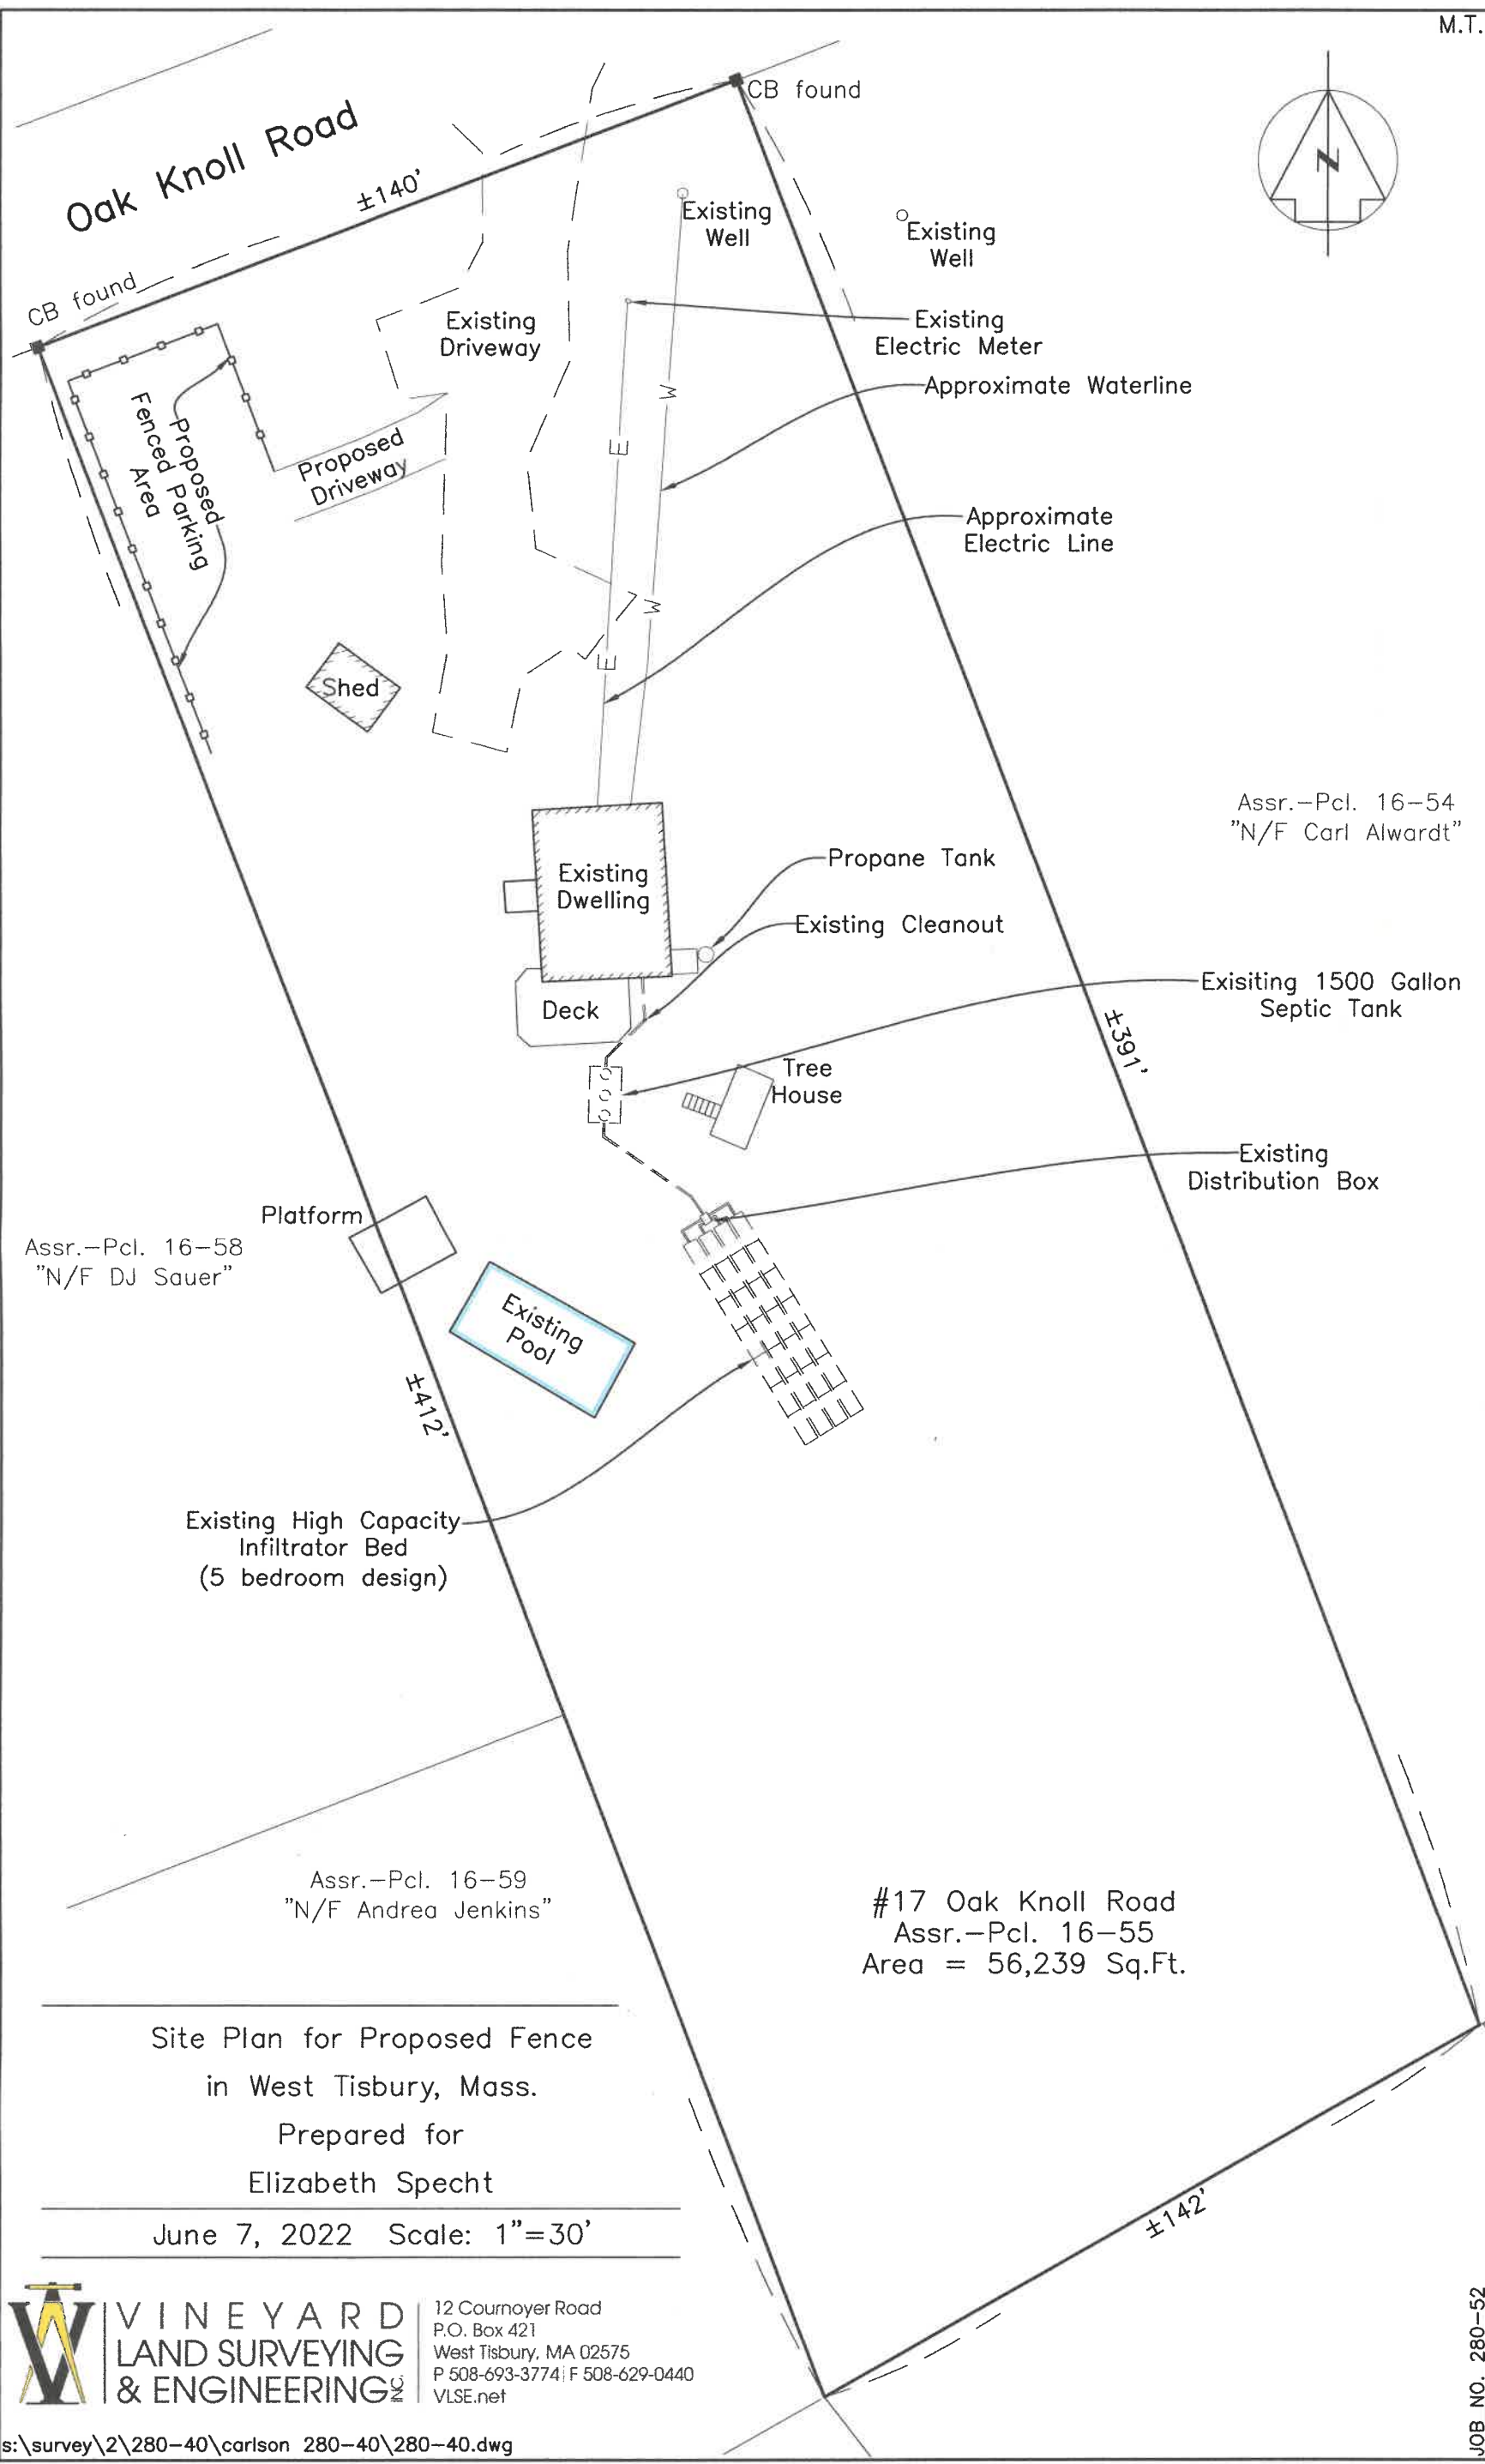 M.T.
CB found
N
Oak Knoll Road
±140'
Existing
Well
Existing
Well
CB found
Existing
Driveway
Existing
Electric Meter
Approximate Waterline
W
E
Proposed
Fenced Parking
Area
Proposed
Driveway
Approximate
Electric Line
W
E
Shed
Assr.-Pcl. 16-54
"N/F Carl Alwardt"
Existing
Dwelling
Propane Tank
Existing Cleanout
Deck
Exisiting 1500 Gallon
Septic Tank
±391'
Tree
House
Existing
Distribution Box
Platform
Assr.-Pcl. 16-58
"N/F DJ Sauer"
Existing
Pool
±412'
Existing High Capacity
Infiltrator Bed
(5 bedroom design)
Assr.-Pcl. 16-59
"N/F Andrea Jenkins"
#17 Oak Knoll Road
Assr.-Pcl. 16-55
Area = 56,239 Sq.Ft.
±142'
Site Plan for Proposed Fence
in West Tisbury, Mass.
Prepared for
Elizabeth Specht
June 7, 2022 Scale: 1"=30'
VINEYARD
LAND SURVEYING
& ENGINEERING INC.
12 Cournoyer Road
P.O. Box 421
West Tisbury, MA 02575
P 508-693-3774 | F 508-629-0440
VLSE.net
s:\survey\2\280-40\carlson 280-40\280-40.dwg
JOB NO. 280-52